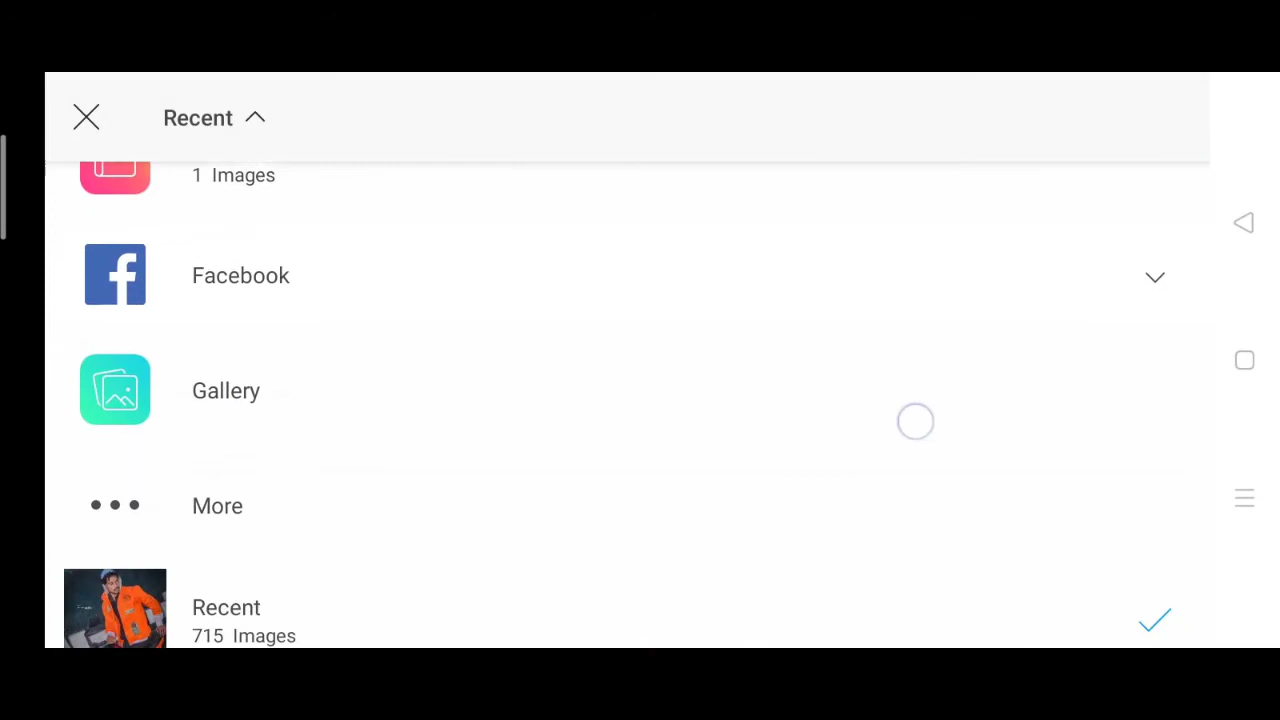 Recent
1 Images
Facebook
Gallery
More
Recent
715 Images